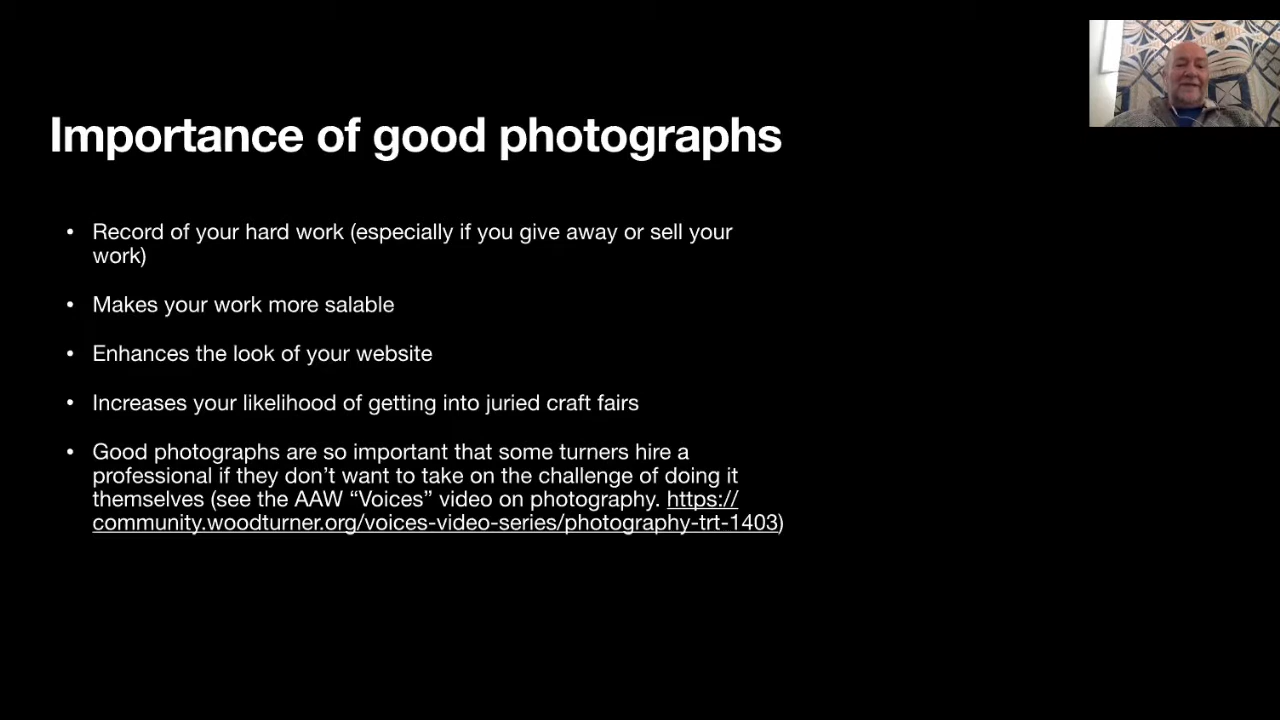 Importance of good photographs
• Record of your hard work (especially if you give away or sell your
work)
• Makes your work more salable
• Enhances the look of your website
• Increases your likelihood of getting into juried craft fairs
• Good photographs are so important that some turners hire a
professional if they don’t want to take on the challenge of doing it
themselves (see the AAW “Voices” video on photography. https://
community.woodturner.org/voices-video-series/photography-trt-1403)